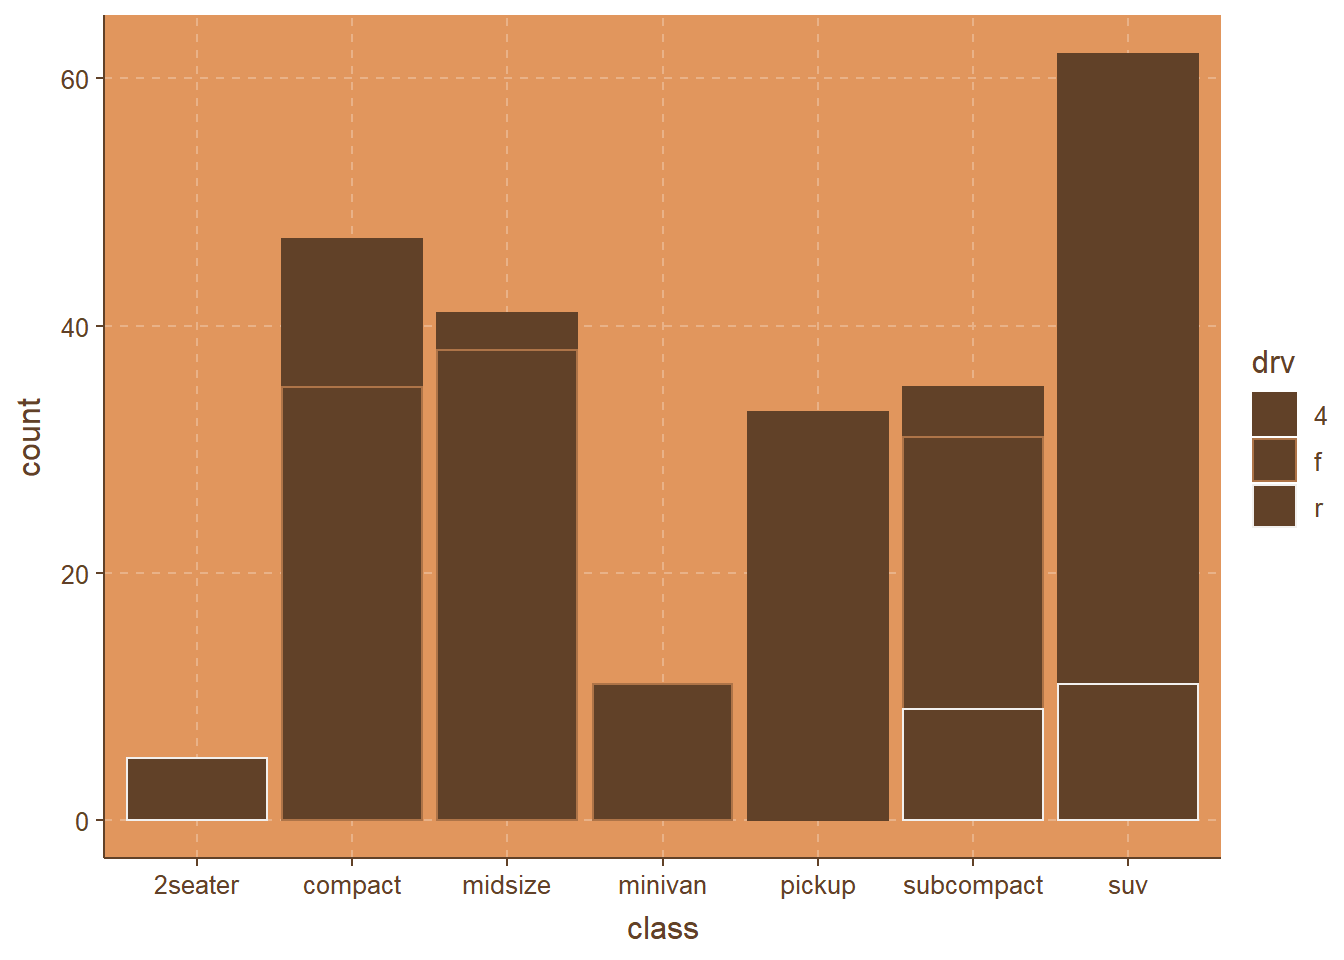 60
40
20
0
count
2seater compact midsize minivan pickup subcompact suv
class
drv
4
f
r